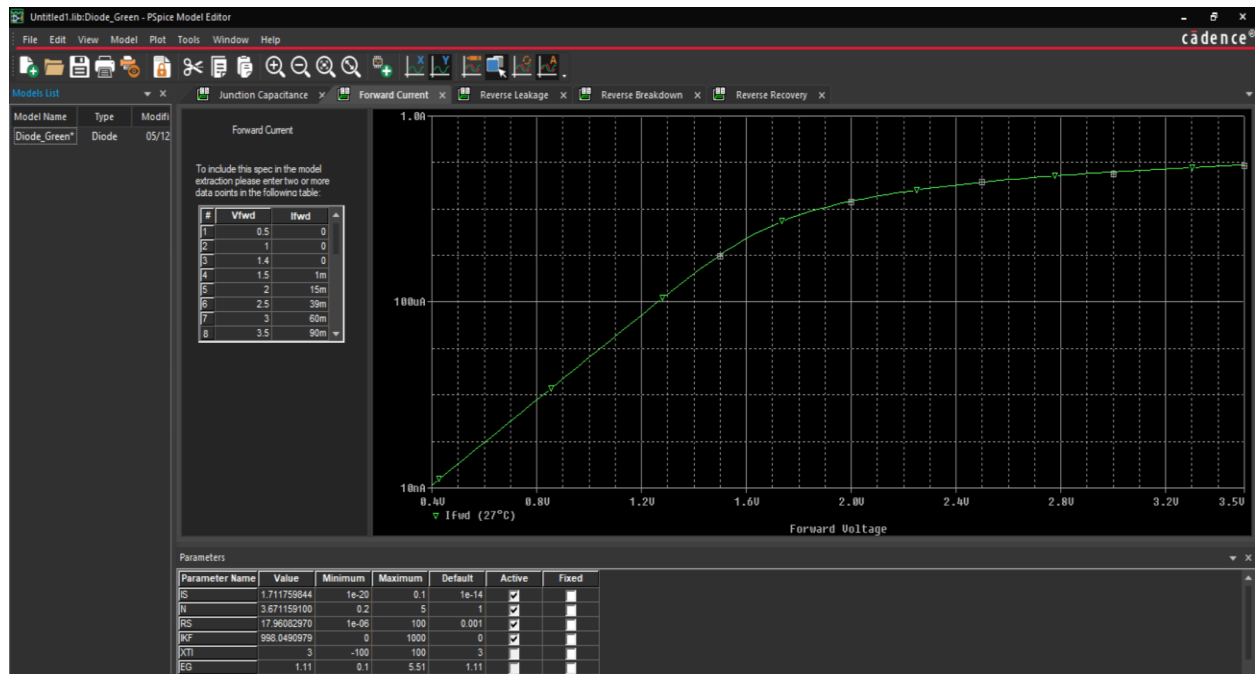 Untitled1.lib:Diode_Green - PSpice Model Editor
File Edit View Model Plot Tools Window Help
cādence®
Models List
Junction Capacitance x Forward Current x Reverse Leakage x Reverse Breakdown x Reverse Recovery x
Model Name Type Modifi
Diode_Green* Diode 05/12
Forward Current
To include this spec in the model
extraction please enter two or more
data points in the following table:
# Vfwd Ifwd
1 0.5 0
2 1 0
3 1.4 0
4 1.5 1m
5 2 15m
6 2.5 39m
7 3 60m
8 3.5 90m
1.0A
100uA
10nA
0.4V 0.8V 1.2V 1.6V 2.0V 2.4V 2.8V 3.2V 3.5V
Ifwd (27°C)
Forward Voltage
Parameters
Parameter Name Value Minimum Maximum Default Active Fixed
IS 1.711759844 1e-20 0.1 1e-14
N 3.671159100 0.2 5 1
RS 17.96082970 1e-06 100 0.001
IKF 998.0490979 0 1000 0
XTI 3 -100 100 3
EG 1.11 0.1 5.51 1.11